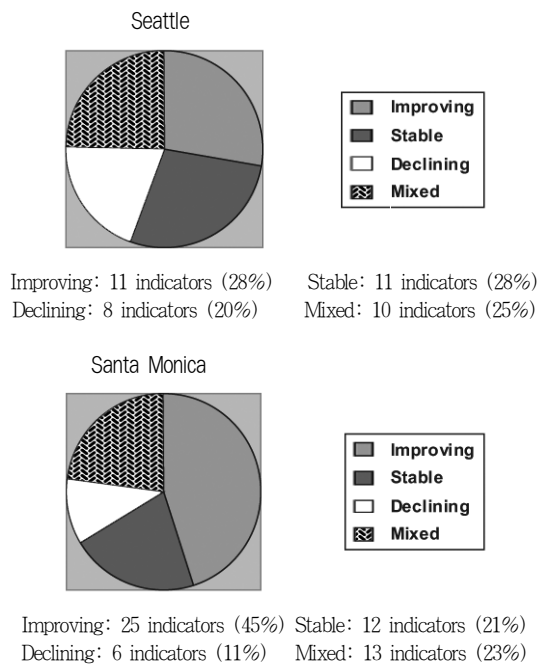 Seattle
Improving
Stable
Declining
Mixed
Improving: 11 indicators (28%) Stable: 11 indicators (28%)
Declining: 8 indicators (20%) Mixed: 10 indicators (25%)
Santa Monica
Improving
Stable
Declining
Mixed
Improving: 25 indicators (45%) Stable: 12 indicators (21%)
Declining: 6 indicators (11%) Mixed: 13 indicators (23%)